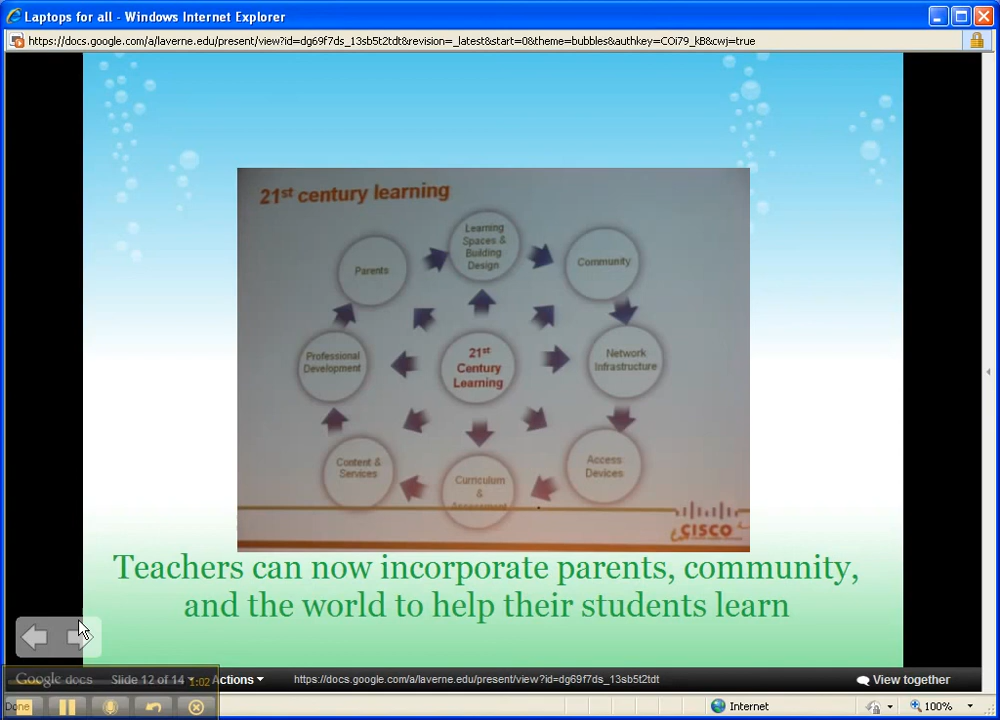 Laptops for all - Windows Internet Explorer
https://docs.google.com/a/laverne.edu/present/view?id=dg69f7ds_13sb5t2tdt&revision=_latest&start=0&theme=bubbles&authkey=COi79_kB&cwj=true
21st century learning
Learning
Spaces &
Building
Design
Parents
Community
Professional
Development
21st
Century
Learning
Network
Infrastructure
Content &
Services
Curriculum
&
Assessment
Access
Devices
CISCO
Teachers can now incorporate parents, community,
and the world to help their students learn
Google docs Slide 12 of 14 1:02 Actions https://docs.google.com/a/laverne.edu/present/view?id=dg69f7ds_13sb5t2tdt View together
Done Internet 100%